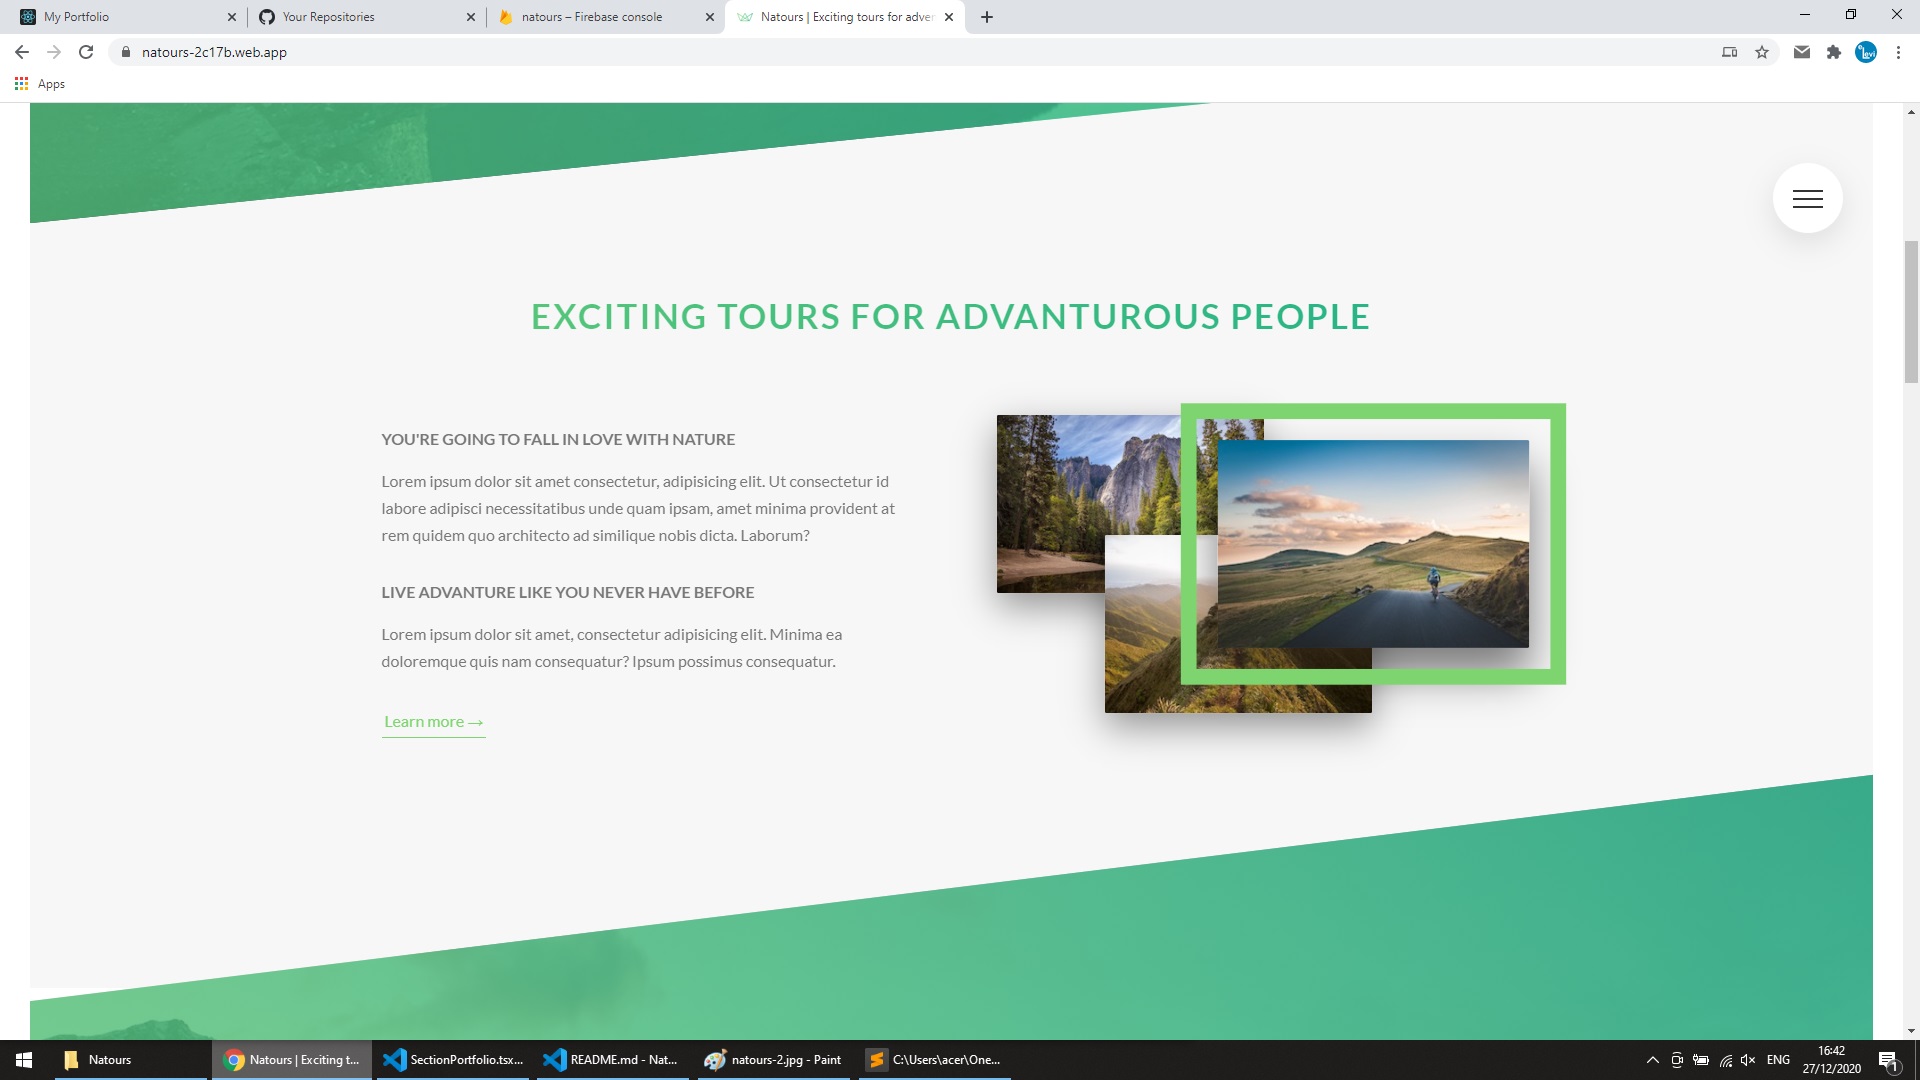 My Portfolio
Your Repositories
natours – Firebase console
Natours | Exciting tours for adver
natours-2c17b.web.app
Apps
EXCITING TOURS FOR ADVANTUROUS PEOPLE
YOU'RE GOING TO FALL IN LOVE WITH NATURE
Lorem ipsum dolor sit amet consectetur, adipisicing elit. Ut consectetur id
labore adipisci necessitatibus unde quam ipsam, amet minima provident at
rem quidem quo architecto ad similique nobis dicta. Laborum?
LIVE ADVANTURE LIKE YOU NEVER HAVE BEFORE
Lorem ipsum dolor sit amet, consectetur adipisicing elit. Minima ea
doloremque quis nam consequatur? Ipsum possimus consequatur.
Learn more →
Natours
Natours | Exciting t...
SectionPortfolio.tsx...
README.md - Nat...
natours-2.jpg - Paint
C:\Users\acer\One...
ENG
16:42
27/12/2020
1